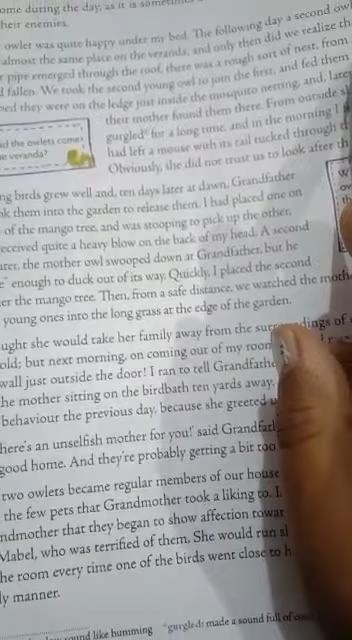 ome during the day, as it is sometimes
heir enemies.
owlet was quite happy under my bed. The following day a second owl
almost the same place on the veranda, and only then did we realize th
r pipe emerged through the roof, there was a rough sort of nest, from
d fallen. We took the second young owl to join the first, and fed them
ped they were on the ledge just inside the mosquito netting, and, later
their mother found them there. From outside s
gurgled* for a long time, and in the morning I
had left a mouse with its tail tucked through
Obviously, she did not trust us to look after th
d the owlets come
e veranda?
ng birds grew well and, ten days later at dawn, Grandfather
k them into the garden to release them. I had placed one on
of the mango tree, and was stooping to pick up the other,
eceived quite a heavy blow on the back of my head. A second
ater, the mother owl swooped down at Grandfather, but he
e* enough to duck out of its way. Quickly, I placed the second
er the mango tree. Then, from a safe distance, we watched the mothe
young ones into the long grass at the edge of the garden.
ught she would take her family away from the surr dings of
old; but next morning, on coming out of my room
wall just outside the door! I ran to tell Grandfathe
he mother sitting on the birdbath ten yards away.
behaviour the previous day, because she greeted u
here's an unselfish mother for you!' said Grandfat
good home. And they're probably getting a bit too
two owlets became regular members of our house
the few pets that Grandmother took a liking to.
ndmother that they began to show affection towar
Mabel, who was terrified of them. She would run
he room every time one of the birds went close to h
ly manner.
sound like humming *gurgled: made a sound full of